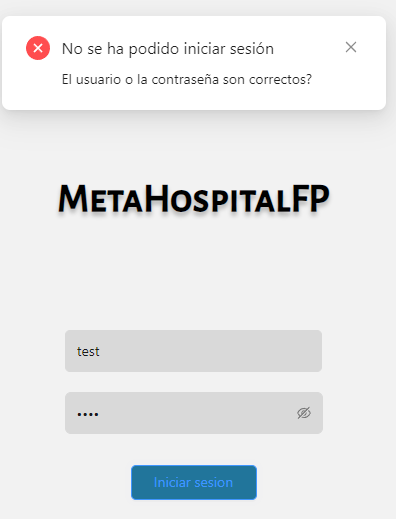 No se ha podido iniciar sesión
El usuario o la contraseña son correctos?
MetaHospitalFP
test
••••
Iniciar sesion